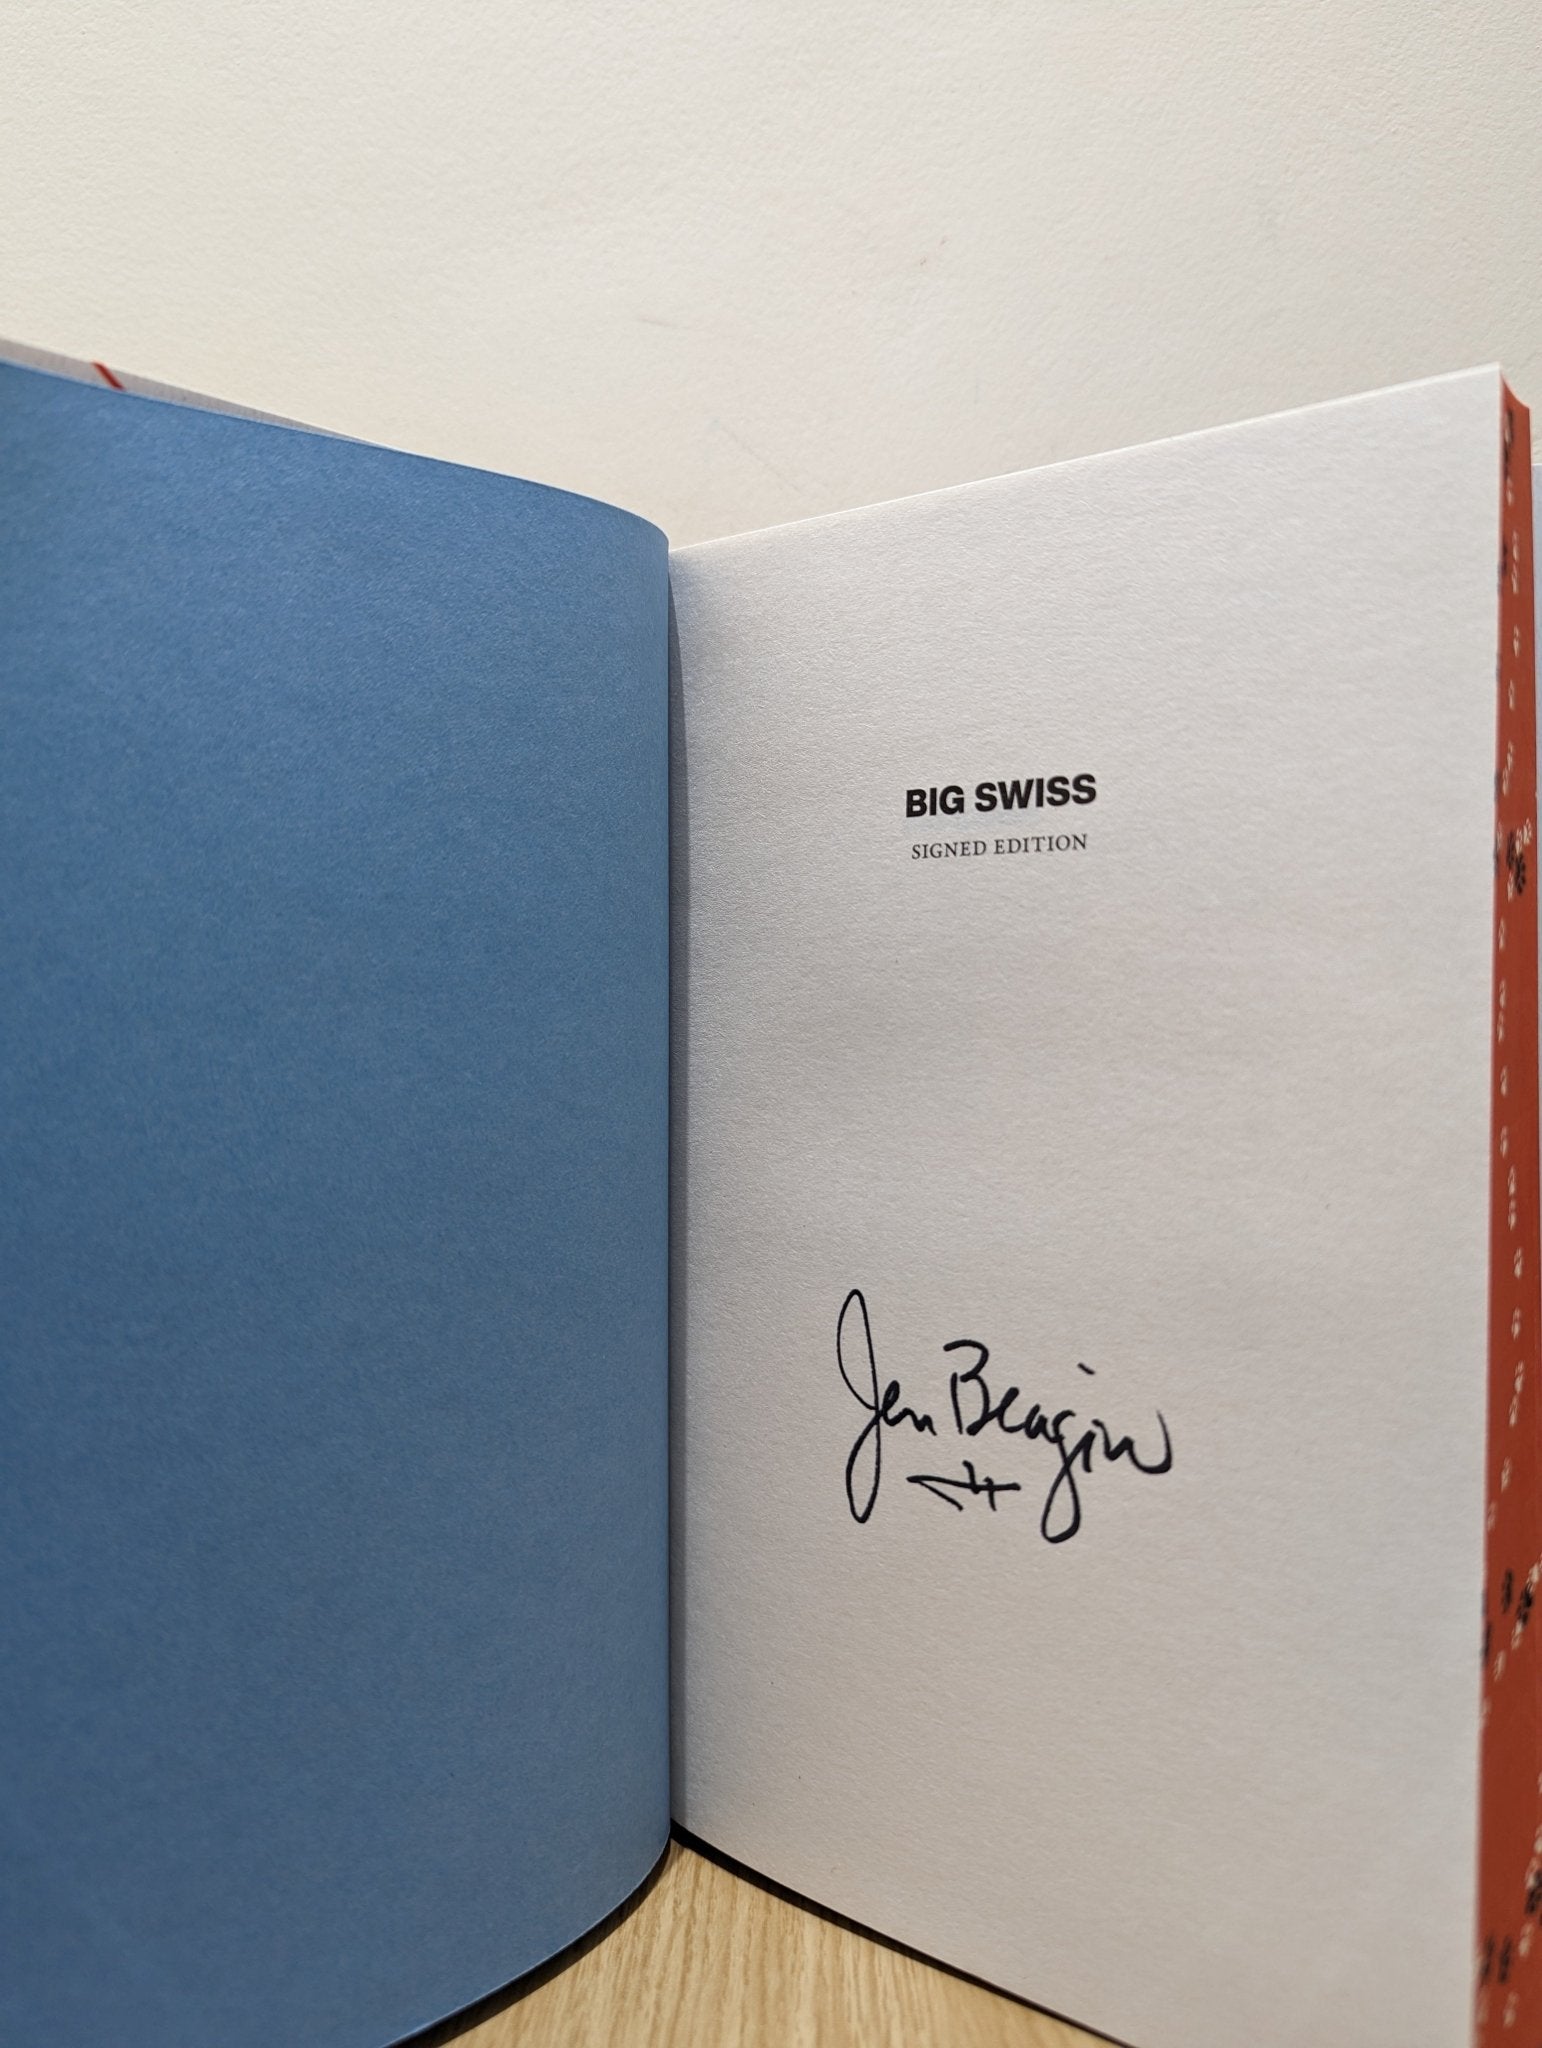 BIG SWISS
SIGNED EDITION
Jen Beagin